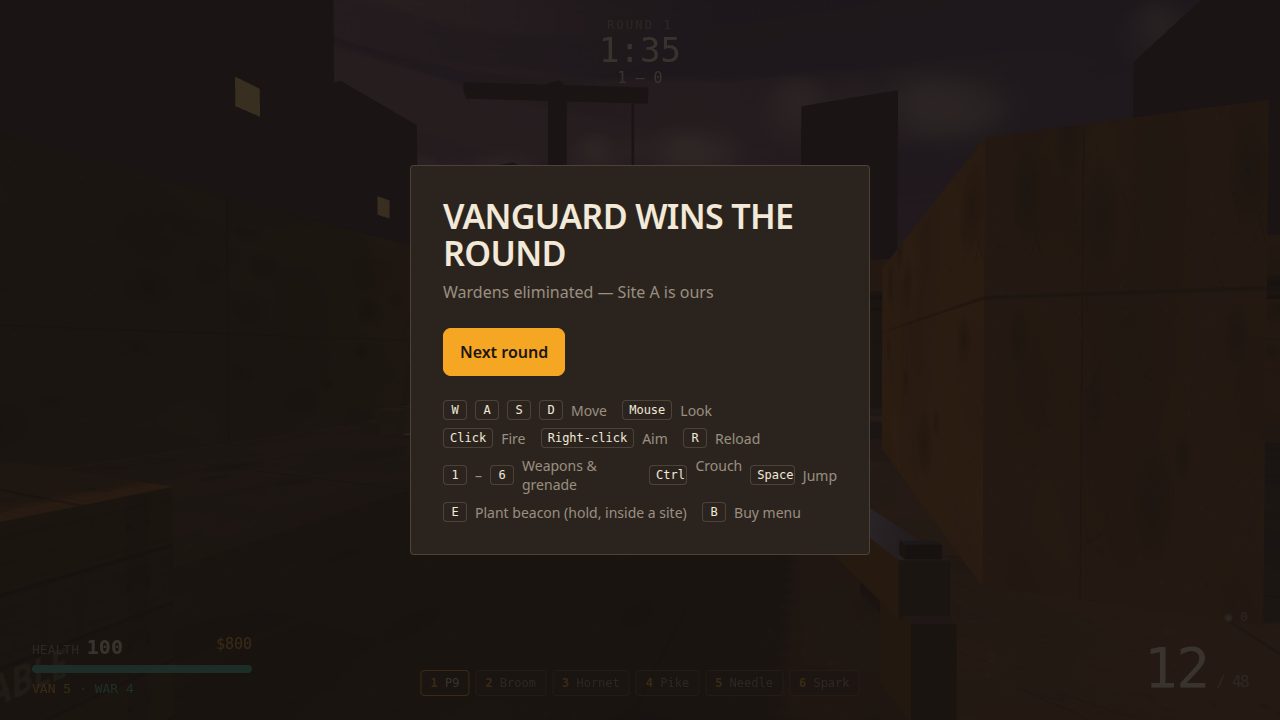 ROUND 1
1:35
1 – 0
VANGUARD WINS THE
ROUND
Wardens eliminated — Site A is ours
Next round
W A S D Move Mouse Look
Click Fire Right-click Aim R Reload
1 – 6 Weapons & grenade Ctrl Crouch Space Jump
E Plant beacon (hold, inside a site) B Buy menu
HEALTH 100 $800
VAN 5 · WAR 4
1 P9 2 Broom 3 Hornet 4 Pike 5 Needle 6 Spark
● 0
12 / 48